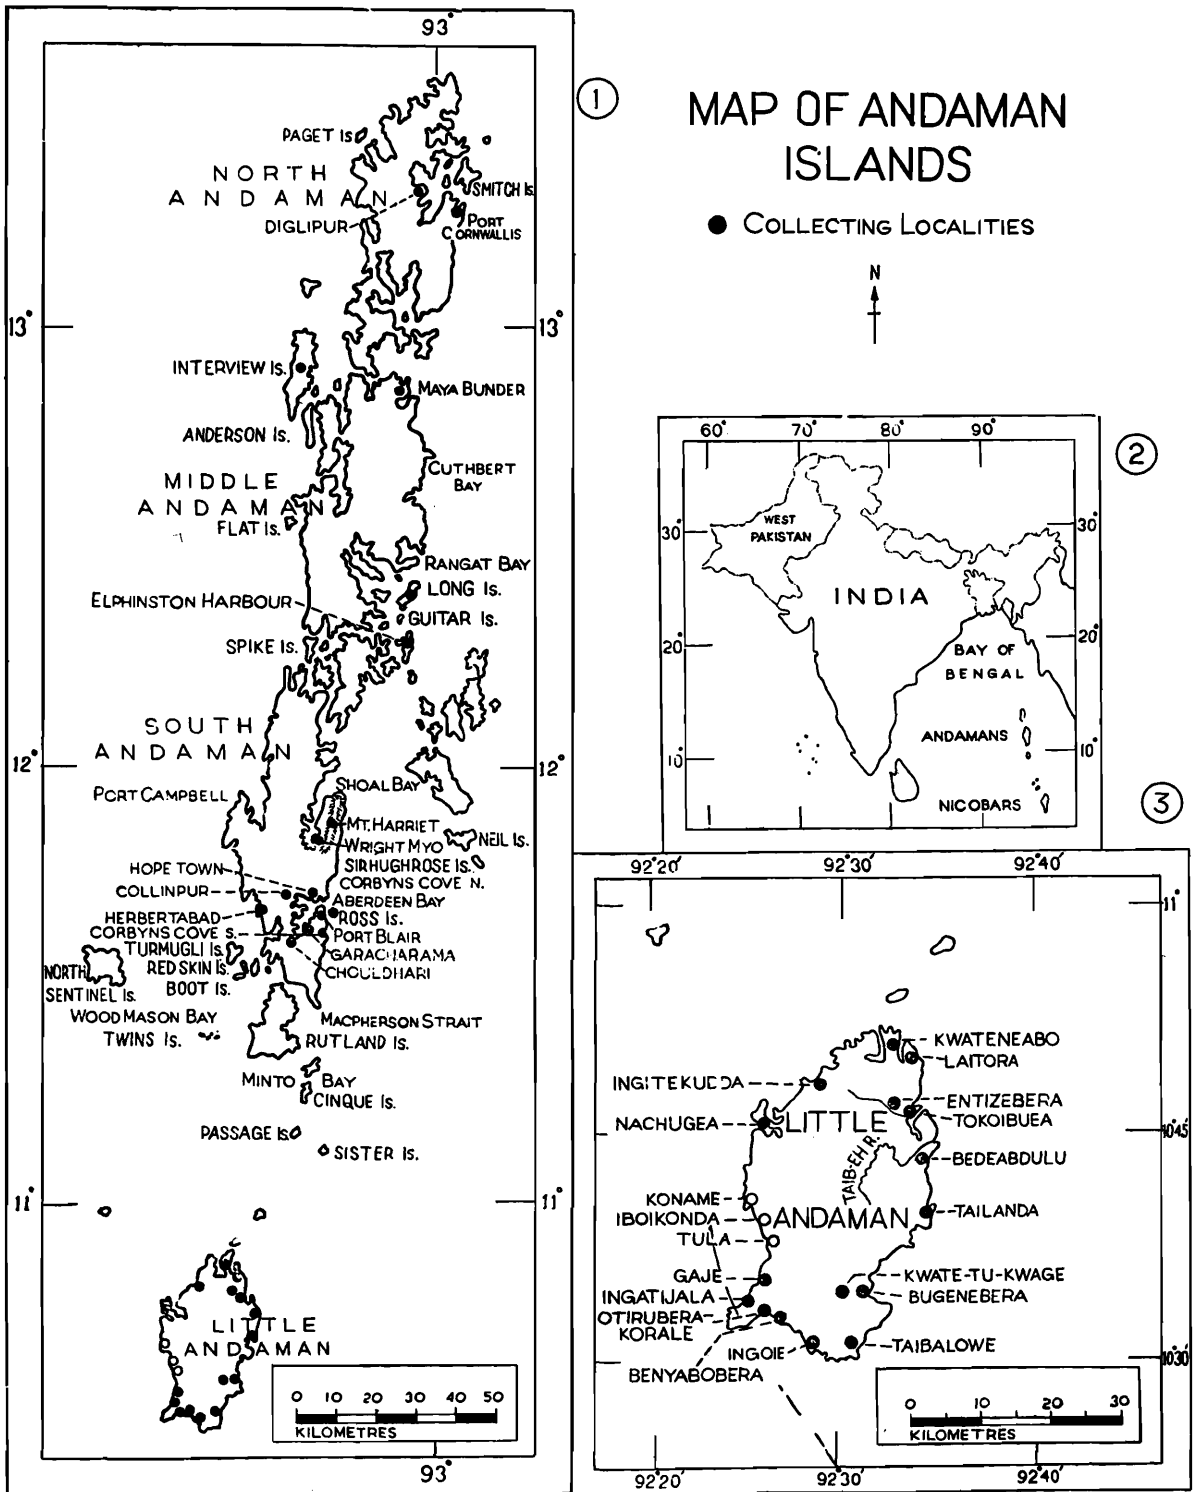 93°
1
MAP OF ANDAMAN
ISLANDS
● COLLECTING LOCALITIES
N
PAGET Is.
NORTH
ANDAMAN
SMITCH Is.
DIGLIPUR
PORT
CORNWALLIS
13°
13°
INTERVIEW Is.
MAYA BUNDER
ANDERSON Is.
CUTHBERT
BAY
MIDDLE
ANDAMAN
FLAT Is.
RANGAT BAY
LONG Is.
ELPHINSTON HARBOUR
GUITAR Is.
SPIKE Is.
SOUTH
ANDAMAN
12°
12°
SHOAL BAY
PORT CAMPBELL
MT. HARRIET
WRIGHT MYO
NEIL Is.
SIRHUGHROSE Is.
HOPE TOWN
CORBYNS COVE N.
COLLINPUR
ABERDEEN BAY
HERBERTABAD
ROSS Is.
CORBYNS COVE S.
PORT BLAIR
TURMUGLI Is.
GARACHARAMA
RED SKIN Is.
CHOULDHARI
NORTH
SENTINEL Is.
BOOT Is.
WOOD MASON BAY
MACPHERSON STRAIT
TWINS Is.
RUTLAND Is.
MINTO BAY
CINQUE Is.
PASSAGE Is.
SISTER Is.
11°
11°
LITTLE
ANDAMAN
0 10 20 30 40 50
KILOMETRES
93°
2
60° 70° 80° 90°
30°
30°
WEST
PAKISTAN
INDIA
20°
20°
BAY OF
BENGAL
ANDAMANS
10°
10°
NICOBARS
3
92°20' 92°30' 92°40'
11°
KWATENEABO
LAITORA
INGITEKUDDA
ENTIZEBERA
NACHUGEA
LITTLE
TOKOIBUEA
10°45'
TAIB-EH R.
BEDEABDULU
KONAME
IBOIKONDA
ANDAMAN
TAILANDA
TULA
GAJE
KWATE-TU-KWAGE
INGATIJALA
BUGENEBERA
OTIRUBERA
KORALE
INGOIE
TAIBALOWE
10°30'
BENYABOBERA
0 10 20 30
KILOMETRES
92°20' 92°30' 92°40'